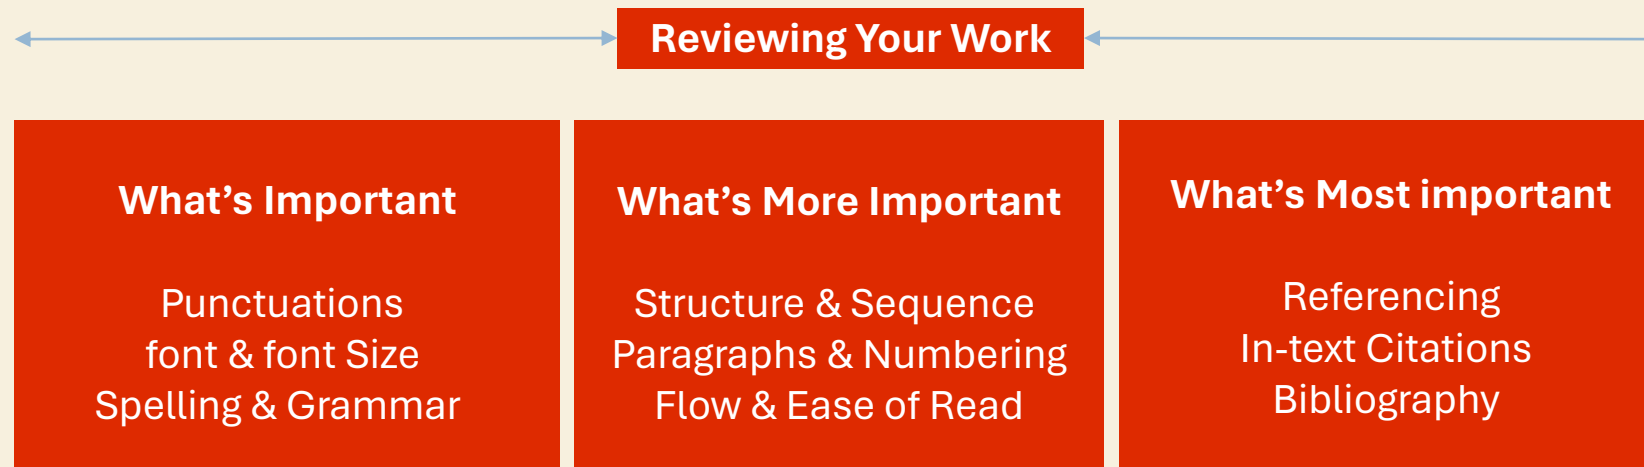 Reviewing Your Work
What’s Important
Punctuations
font & font Size
Spelling & Grammar
What’s More Important
Structure & Sequence
Paragraphs & Numbering
Flow & Ease of Read
What’s Most important
Referencing
In-text Citations
Bibliography